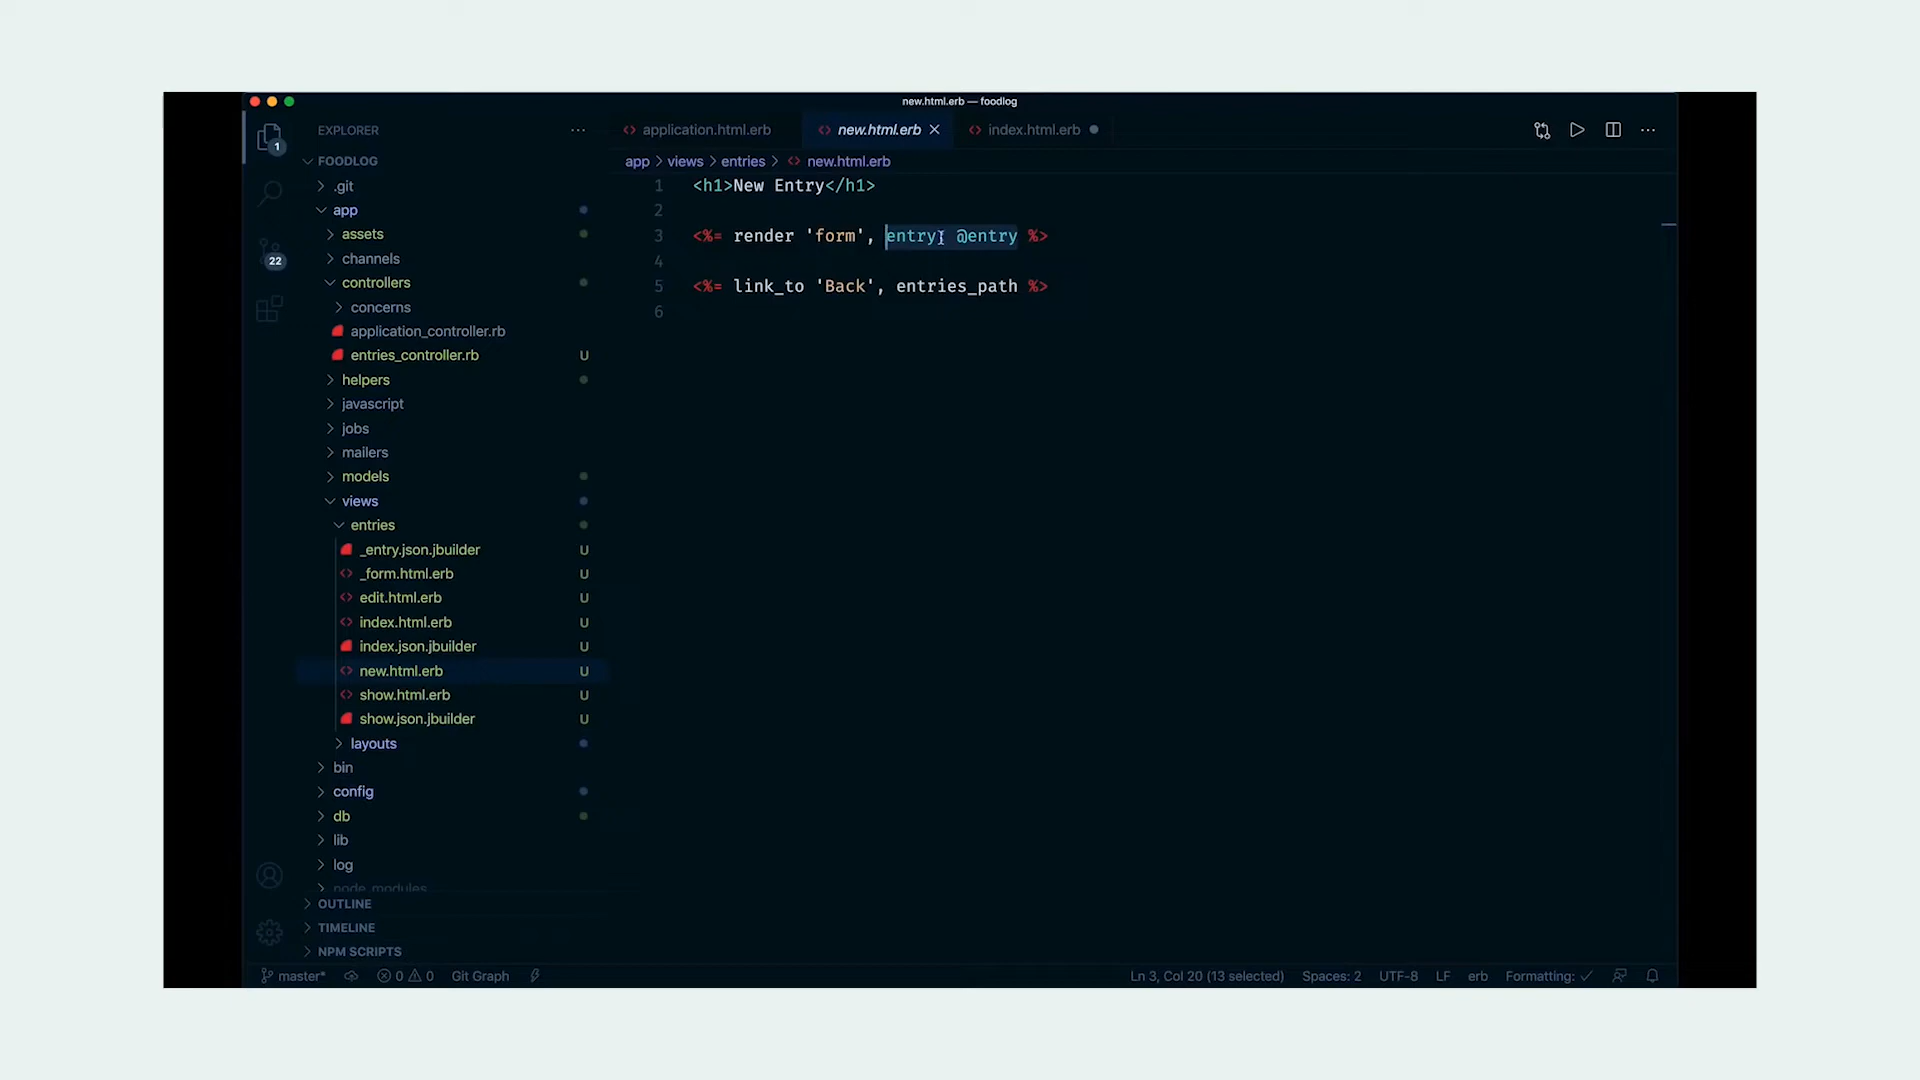 new.html.erb — foodlog
EXPLORER
application.html.erb
new.html.erb
index.html.erb
1
FOODLOG
app > views > entries > new.html.erb
.git
1 <h1>New Entry</h1>
app
2
assets
3 <%= render 'form', entry: @entry %>
channels
22
4
controllers
5 <%= link_to 'Back', entries_path %>
concerns
6
application_controller.rb
entries_controller.rb U
helpers
javascript
jobs
mailers
models
views
entries
_entry.json.jbuilder U
_form.html.erb U
edit.html.erb U
index.html.erb U
index.json.jbuilder U
new.html.erb U
show.html.erb U
show.json.jbuilder U
layouts
bin
config
db
lib
log
node_modules
OUTLINE
TIMELINE
NPM SCRIPTS
master* 0 0 Git Graph Ln 3, Col 20 (13 selected) Spaces: 2 UTF-8 LF erb Formatting: ✓